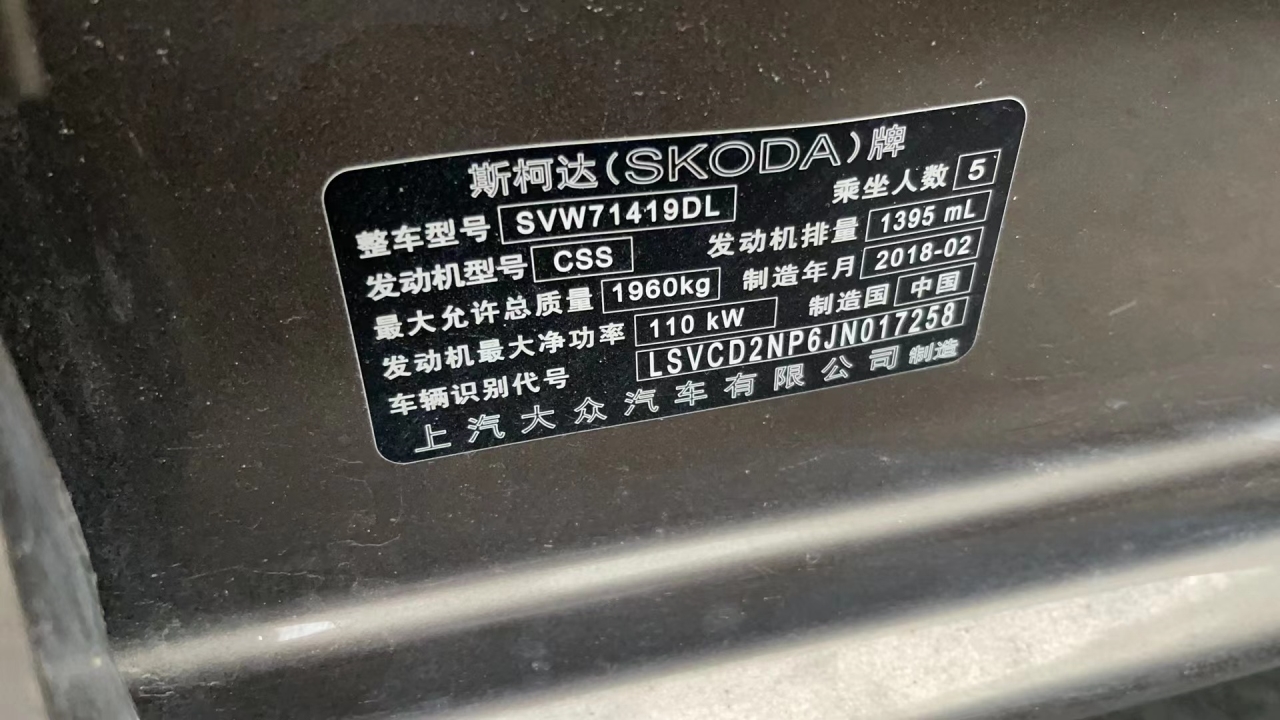 斯柯达(SKODA)牌
整车型号 SVW71419DL 乘坐人数 5
发动机型号 CSS 发动机排量 1395 mL
最大允许总质量 1960kg 制造年月 2018-02
发动机最大净功率 110 kW 制造国 中国
车辆识别代号 LSVCD2NP6JN017258
上汽大众汽车有限公司 制造